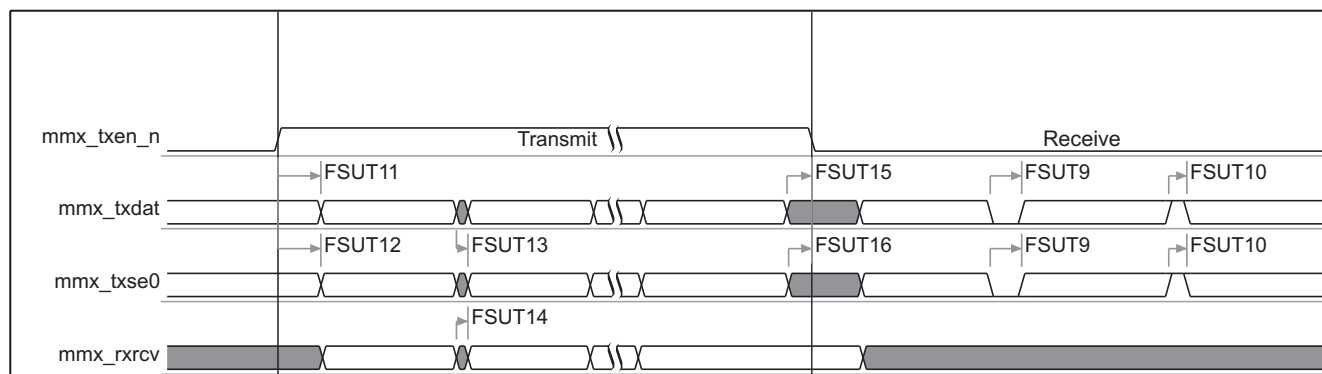 mmx_txen_n Transmit Receive
FSUT11 FSUT15 FSUT9 FSUT10
mmx_txdat
FSUT12 FSUT13 FSUT16 FSUT9 FSUT10
mmx_txse0
FSUT14
mmx_rxrcv